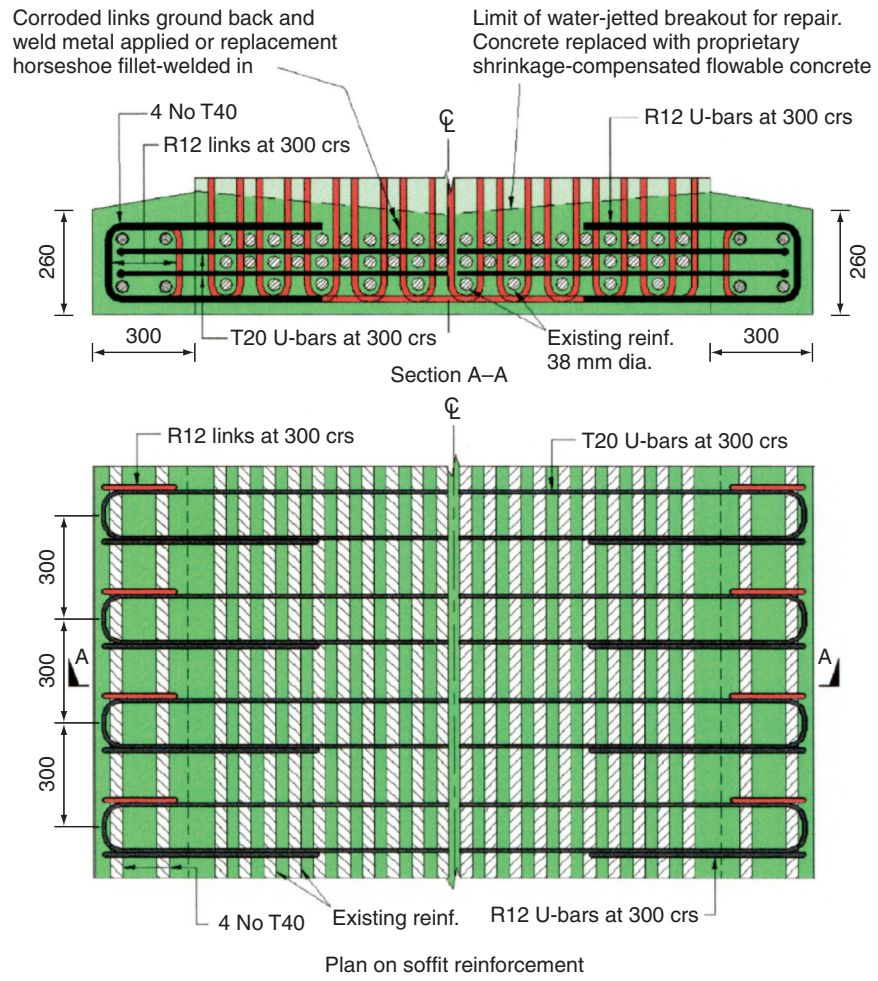 Corroded links ground back and
weld metal applied or replacement
horseshoe fillet-welded in
Limit of water-jetted breakout for repair.
Concrete replaced with proprietary
shrinkage-compensated flowable concrete
4 No T40
R12 links at 300 crs
℄
R12 U-bars at 300 crs
260
260
300
T20 U-bars at 300 crs
Existing reinf.
38 mm dia.
300
Section A–A
℄
R12 links at 300 crs
T20 U-bars at 300 crs
300
300
A
A
300
4 No T40
Existing reinf.
R12 U-bars at 300 crs
Plan on soffit reinforcement